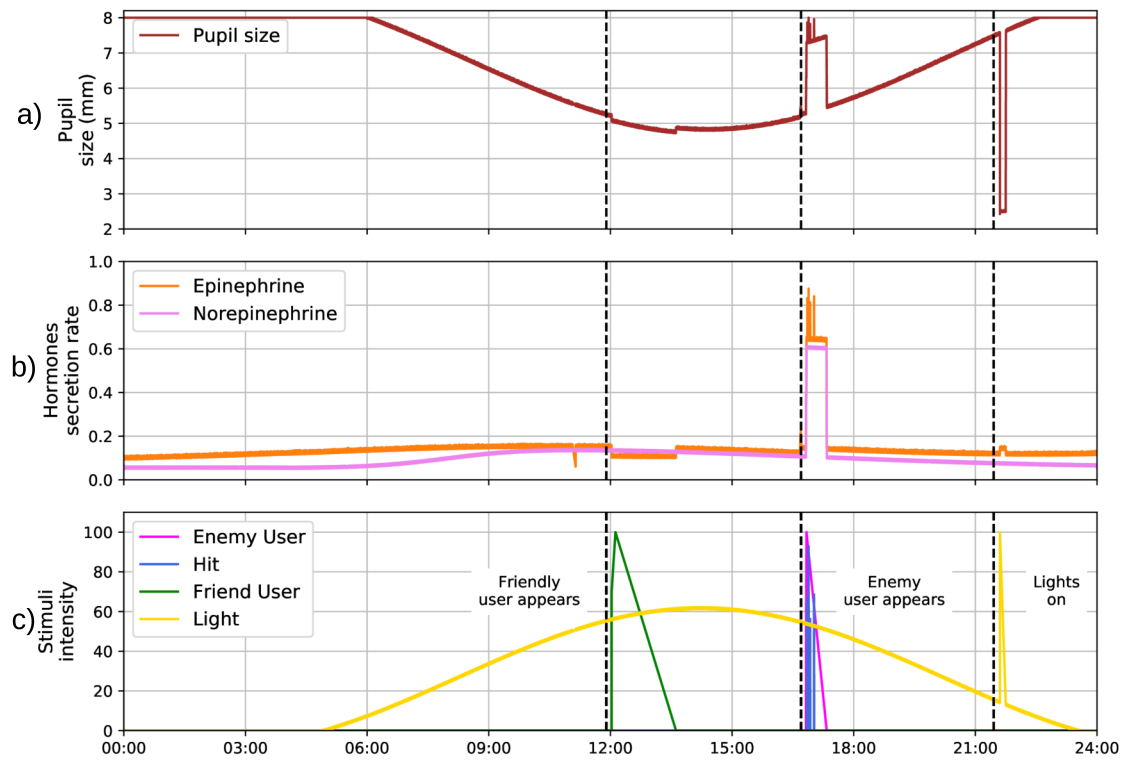 a)
Pupil
size (mm)
8
7
6
5
4
3
2
Pupil size
b)
Hormones
secretion rate
1.0
0.8
0.6
0.4
0.2
0.0
Epinephrine
Norepinephrine
c)
Stimuli
intensity
100
80
60
40
20
0
Enemy User
Hit
Friend User
Light
Friendly
user appears
Enemy
user appears
Lights
on
00:00 03:00 06:00 09:00 12:00 15:00 18:00 21:00 24:00